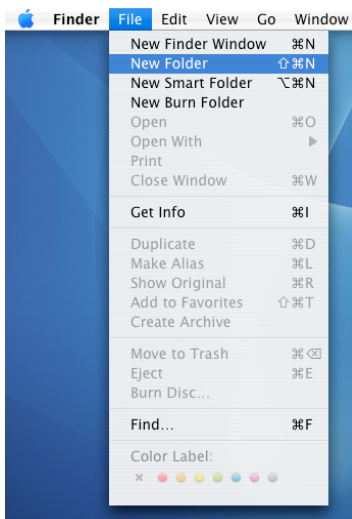 Finder File Edit View Go Window
New Finder Window ⌘N
New Folder ⇧⌘N
New Smart Folder ⌥⌘N
New Burn Folder
Open ⌘O
Open With ▶
Print
Close Window ⌘W
Get Info ⌘I
Duplicate ⌘D
Make Alias ⌘L
Show Original ⌘R
Add to Favorites ⇧⌘T
Create Archive
Move to Trash ⌘⌫
Eject ⌘E
Burn Disc...
Find... ⌘F
Color Label:
×